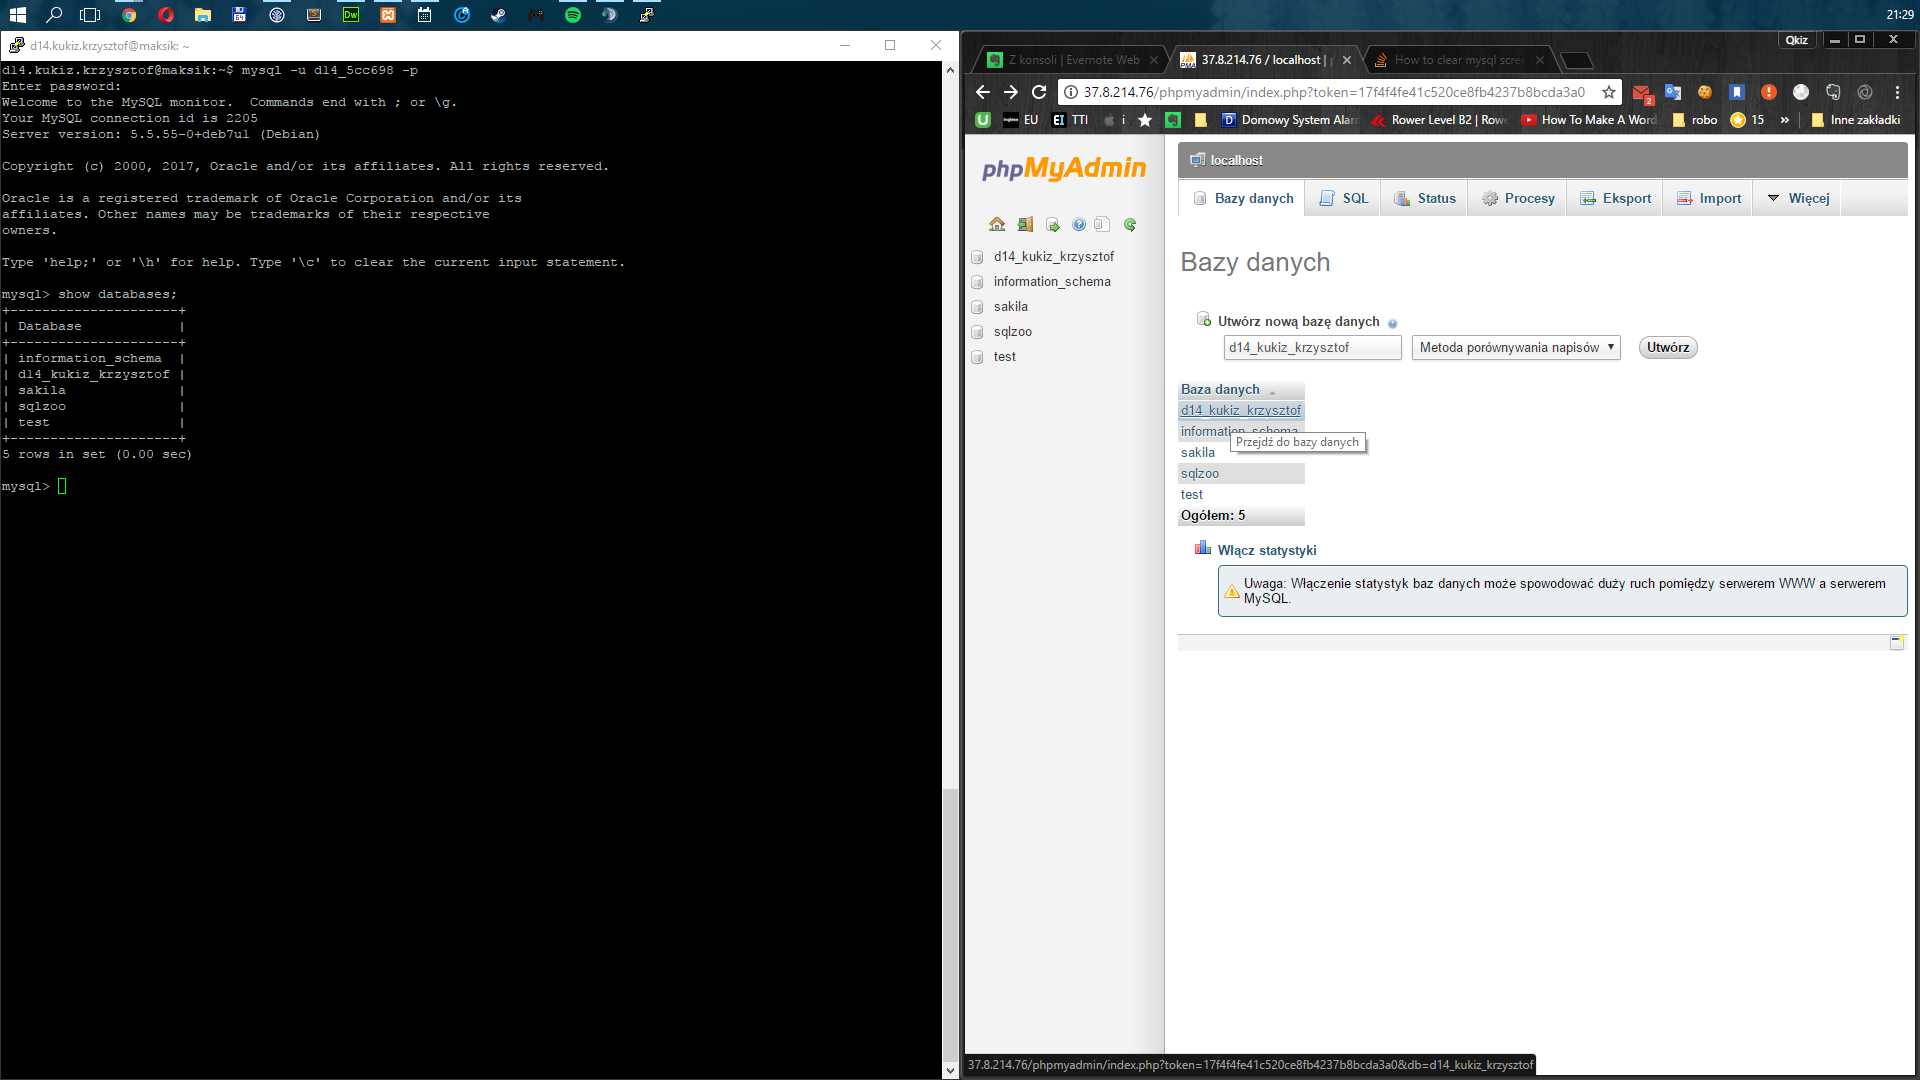 21:29
d14.kukiz.krzysztof@maksik: ~
d14.kukiz.krzysztof@maksik:~$ mysql -u d14_5cc698 -p
Enter password:
Welcome to the MySQL monitor.  Commands end with ; or \g.
Your MySQL connection id is 2205
Server version: 5.5.55-0+deb7u1 (Debian)
Copyright (c) 2000, 2017, Oracle and/or its affiliates. All rights reserved.
Oracle is a registered trademark of Oracle Corporation and/or its
affiliates. Other names may be trademarks of their respective
owners.
Type 'help;' or '\h' for help. Type '\c' to clear the current input statement.
mysql> show databases;
+----------------------+
| Database             |
+----------------------+
| information_schema   |
| d14_kukiz_krzysztof |
| sakila               |
| sqlzoo               |
| test                 |
+----------------------+
5 rows in set (0.00 sec)
mysql>
Qkiz
Z konsoli | Evernote Web
37.8.214.76 / localhost |
How to clear mysql scre
37.8.214.76/phpmyadmin/index.php?token=17f4f4fe41c520ce8fb4237b8bcda3a0
2
EU
TTI
i
Domowy System Alar
Rower Level B2 | Row
How To Make A Word
robo
15
»
Inne zakładki
phpMyAdmin
d14_kukiz_krzysztof
information_schema
sakila
sqlzoo
test
localhost
Bazy danych
SQL
Status
Procesy
Eksport
Import
Więcej
Bazy danych
Utwórz nową bazę danych
d14_kukiz_krzysztof
Metoda porównywania napisów
Utwórz
Baza danych
d14_kukiz_krzysztof
information_schema
Przejdź do bazy danych
sakila
sqlzoo
test
Ogółem: 5
Włącz statystyki
Uwaga: Włączenie statystyk baz danych może spowodować duży ruch pomiędzy serwerem WWW a serwerem
MySQL.
37.8.214.76/phpmyadmin/index.php?token=17f4f4fe41c520ce8fb4237b8bcda3a0&db=d14_kukiz_krzysztof